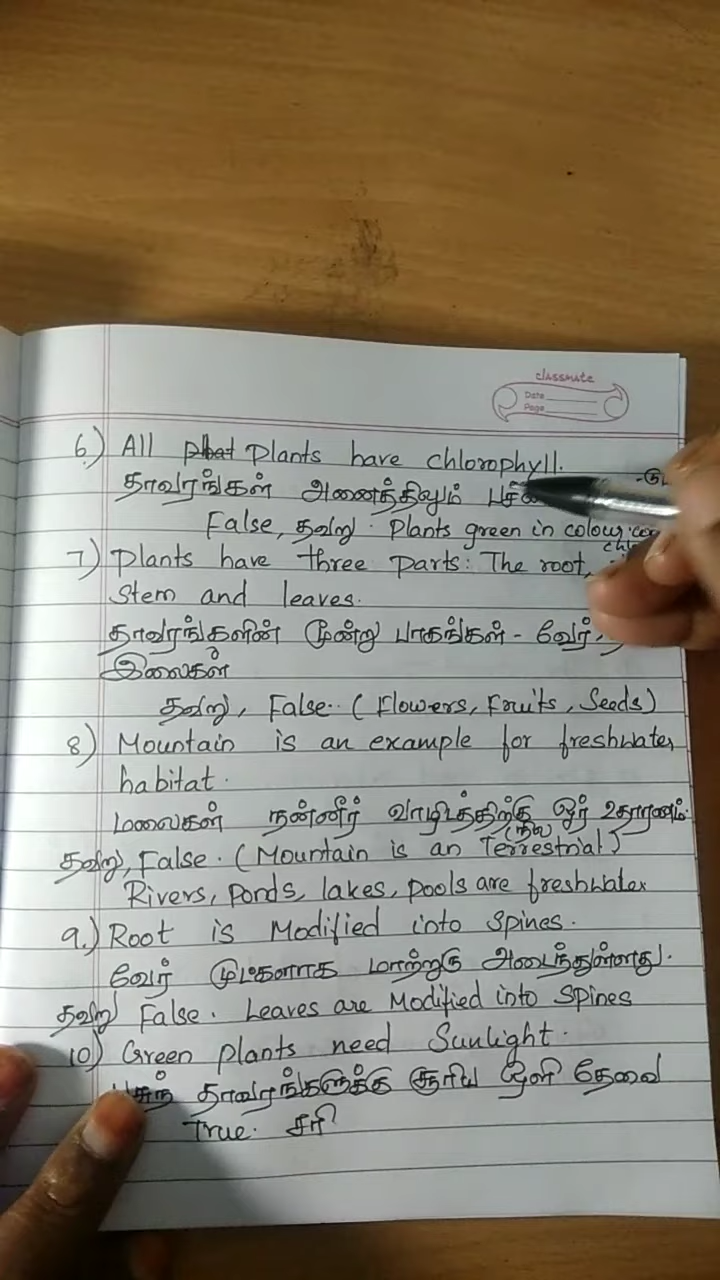 classmate
Date
Page
6.) All Plants have chlorophyll.
தாவரங்கள் அனைத்திலும்
False, தவறு. Plants green in colour
7) Plants have three parts: The root,
Stem and leaves.
தாவரங்களின் மூன்று பாகங்கள் - வேர்,
இலைகள்
தவறு, False. (Flowers, Fruits, Seeds)
8) Mountain is an example for freshwater
habitat.
மலைகள் நன்னீர் வாழிடத்திற்கு ஓர் உதாரணம்.
(நில
தவறு, False. (Mountain is an Terrestrial)
Rivers, ponds, lakes, pools are freshwater
9.) Root is Modified into spines.
வேர் முட்களாக மாற்றுரு அடைந்துள்ளது.
தவறு False. Leaves are Modified into spines
10) Green plants need Sunlight.
தாவரங்களுக்கு சூரிய ஒளி தேவை
True. சரி